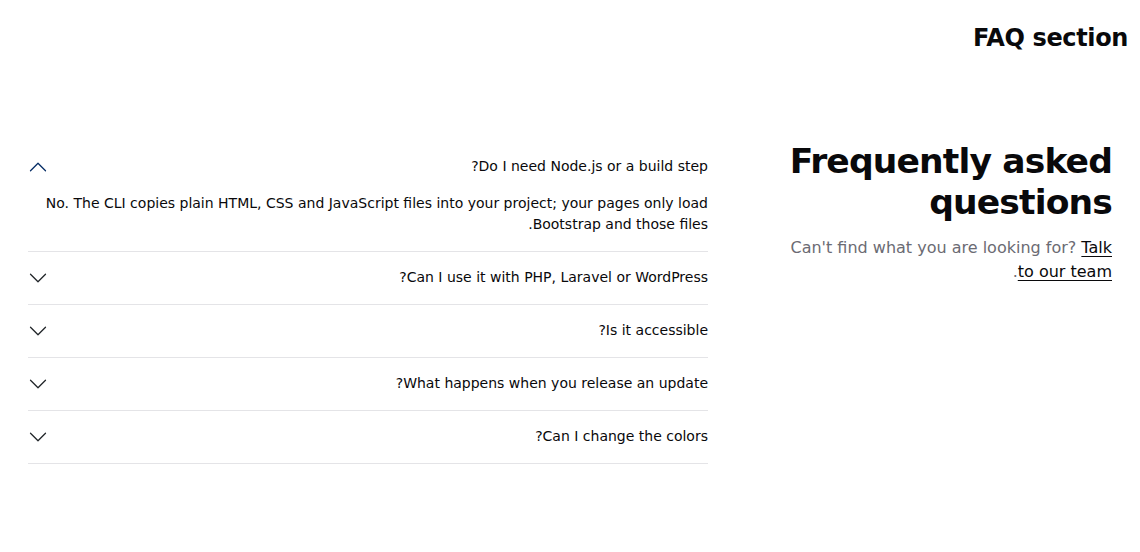 FAQ section
Frequently asked
questions
Can't find what you are looking for? Talk
.to our team
?Do I need Node.js or a build step
No. The CLI copies plain HTML, CSS and JavaScript files into your project; your pages only load
.Bootstrap and those files
?Can I use it with PHP, Laravel or WordPress
?Is it accessible
?What happens when you release an update
?Can I change the colors